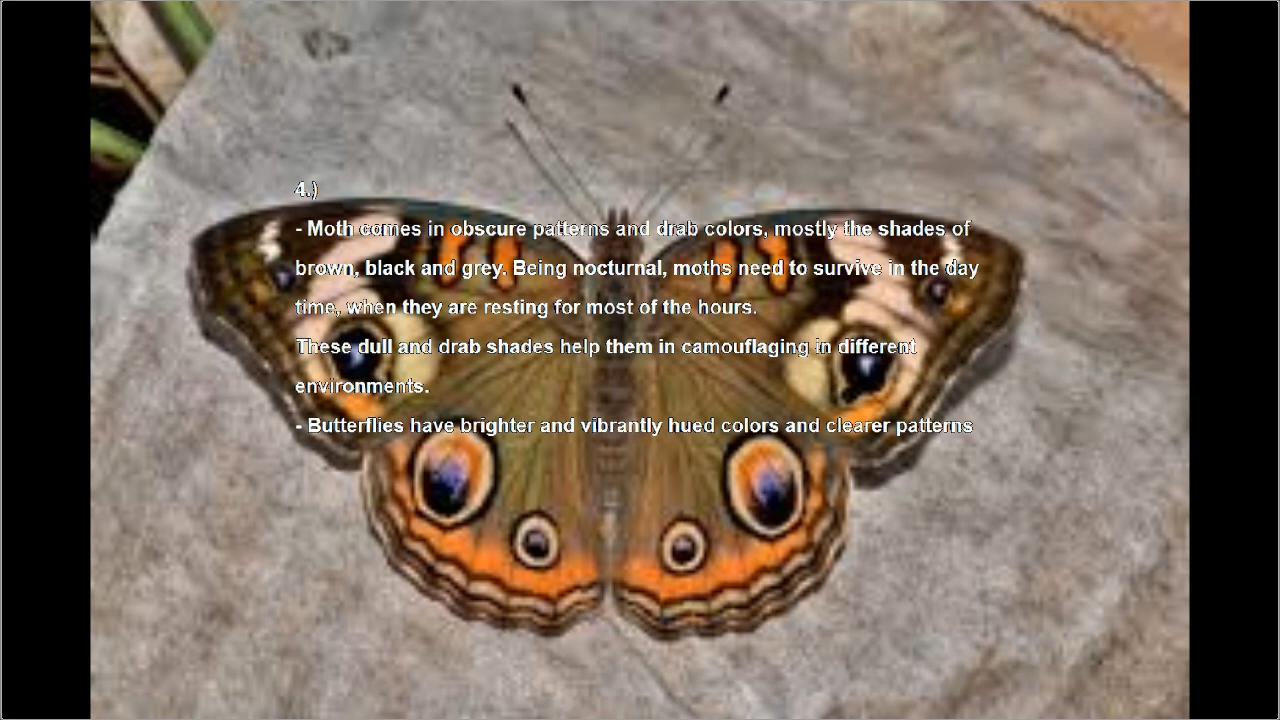 4.)
- Moth comes in obscure patterns and drab colors, mostly the shades of
brown, black and grey. Being nocturnal, moths need to survive in the day
time, when they are resting for most of the hours.
These dull and drab shades help them in camouflaging in different
environments.
- Butterflies have brighter and vibrantly hued colors and clearer patterns